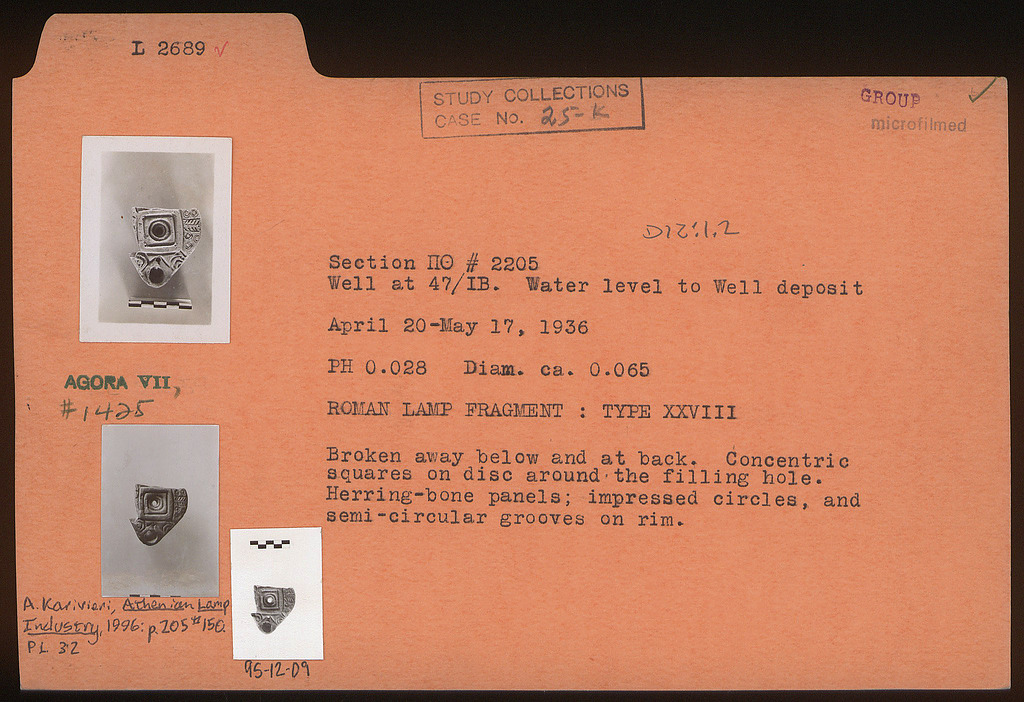 L 2689 ✓
STUDY COLLECTIONS
CASE No. 25-K
GROUP
microfilmed
D12:1.2
Section ΠΘ # 2205
Well at 47/IB. Water level to Well deposit
April 20-May 17, 1936
PH 0.028 Diam. ca. 0.065
ROMAN LAMP FRAGMENT : TYPE XXVIII
Broken away below and at back. Concentric
squares on disc around the filling hole.
Herring-bone panels; impressed circles, and
semi-circular grooves on rim.
AGORA VII,
#1425
A. Karivieri, Athenian Lamp
Industry, 1996: p. 205 #150.
PL 32
95-12-09